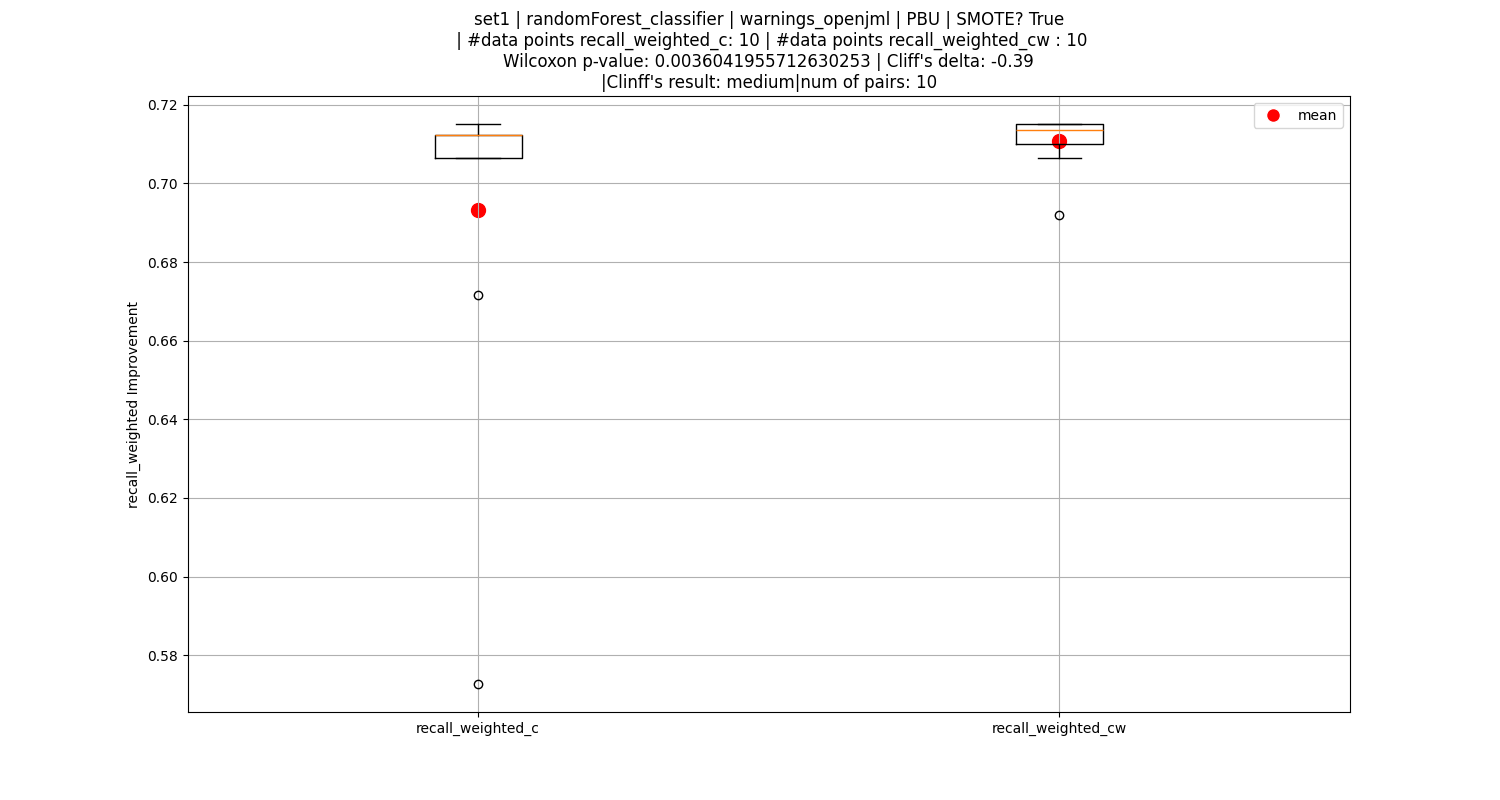 set1 | randomForest_classifier | warnings_openjml | PBU | SMOTE? True
| #data points recall_weighted_c: 10 | #data points recall_weighted_cw : 10
Wilcoxon p-value: 0.0036041955712630253 | Cliff's delta: -0.39
|Clinff's result: medium|num of pairs: 10
mean
recall_weighted Improvement
0.72
0.70
0.68
0.66
0.64
0.62
0.60
0.58
recall_weighted_c
recall_weighted_cw